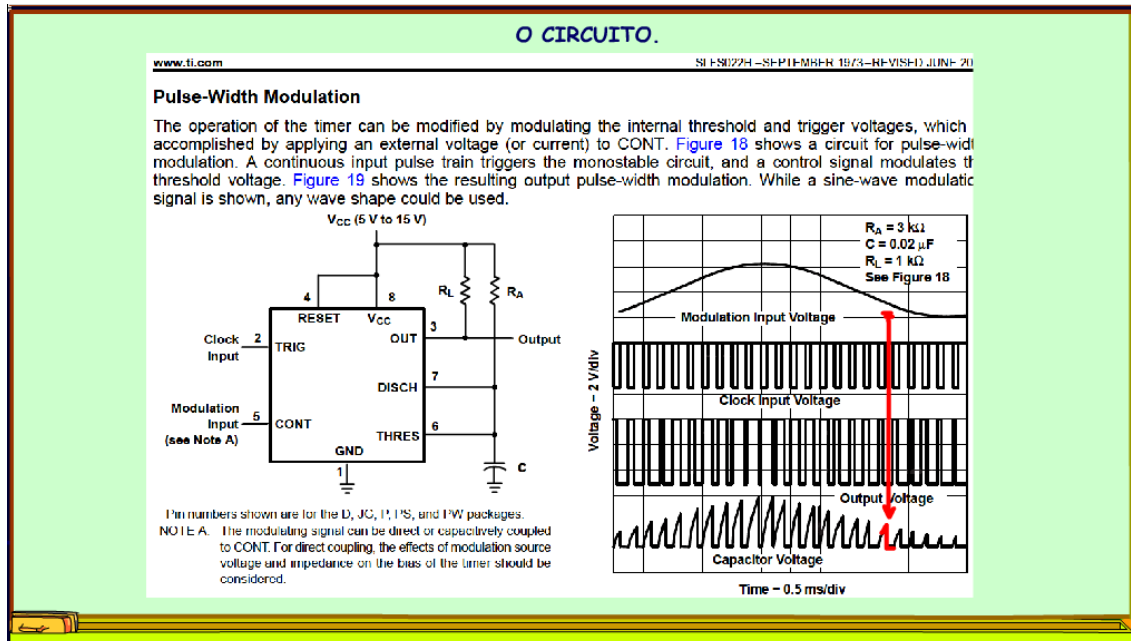 O CIRCUITO.
www.ti.com
SLFS022H –SEPTEMBER 1973–REVISED JUNE 20
Pulse-Width Modulation
The operation of the timer can be modified by modulating the internal threshold and trigger voltages, which
accomplished by applying an external voltage (or current) to CONT. Figure 18 shows a circuit for pulse-widt
modulation. A continuous input pulse train triggers the monostable circuit, and a control signal modulates th
threshold voltage. Figure 19 shows the resulting output pulse-width modulation. While a sine-wave modulatio
signal is shown, any wave shape could be used.
VCC (5 V to 15 V)
RL
RA
4
8
RESET
VCC
3
OUT
Output
Clock
Input
2
TRIG
7
DISCH
Modulation
Input
(see Note A)
5
CONT
6
THRES
GND
1
C
Pin numbers shown are for the D, JG, P, PS, and PW packages.
NOTE A. The modulating signal can be direct or capacitively coupled
to CONT. For direct coupling, the effects of modulation source
voltage and impedance on the bias of the timer should be
considered.
RA = 3 kΩ
C = 0.02 μF
RL = 1 kΩ
See Figure 18
Modulation Input Voltage
Voltage – 2 V/div
Clock Input Voltage
Output Voltage
Capacitor Voltage
Time – 0.5 ms/div